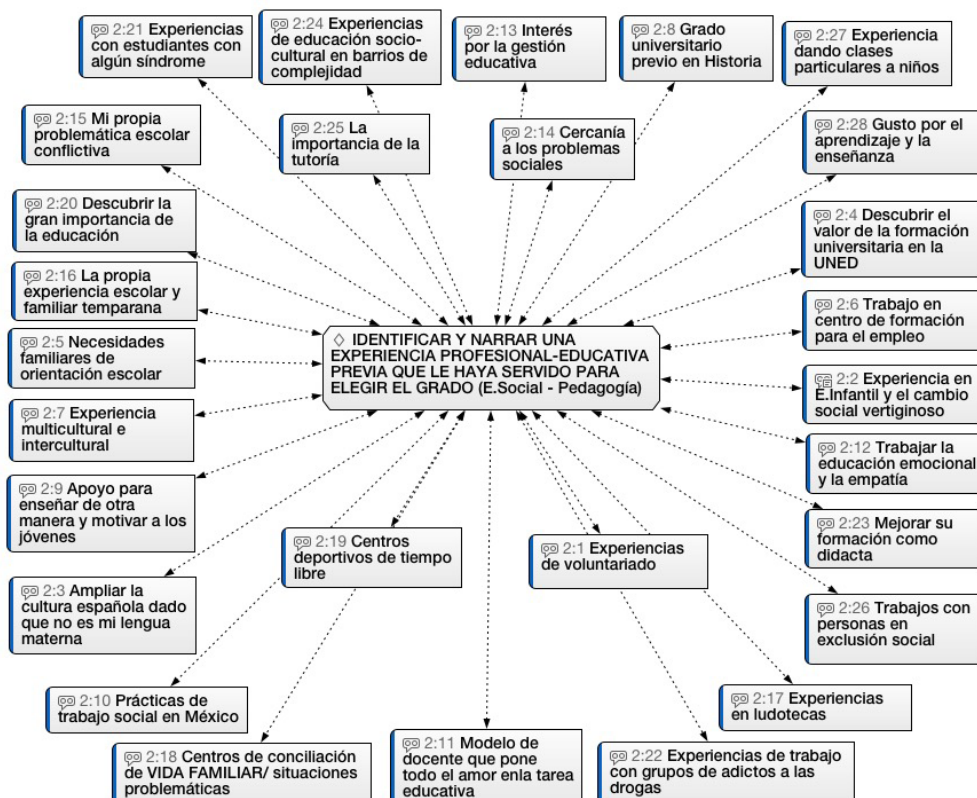 2:21 Experiencias
con estudiantes con
algún síndrome
2:24 Experiencias
de educación socio-
cultural en barrios de
complejidad
2:13 Interés
por la gestión
educativa
2:8 Grado
universitario
previo en Historia
2:27 Experiencia
dando clases
particulares a niños
2:15 Mi propia
problemática escolar
conflictiva
2:25 La
importancia de la
tutoría
2:14 Cercanía
a los problemas
sociales
2:28 Gusto por el
aprendizaje y la
enseñanza
2:20 Descubrir la
gran importancia de
la educación
2:4 Descubrir el
valor de la formación
universitaria en la
UNED
2:16 La propia
experiencia escolar y
familiar temparana
2:6 Trabajo en
centro de formación
para el empleo
2:5 Necesidades
familiares de
orientación escolar
◇ IDENTIFICAR Y NARRAR UNA
EXPERIENCIA PROFESIONAL-EDUCATIVA
PREVIA QUE LE HAYA SERVIDO PARA
ELEGIR EL GRADO (E.Social - Pedagogía)
2:2 Experiencia en
E.Infantil y el cambio
social vertiginoso
2:7 Experiencia
multicultural e
intercultural
2:12 Trabajar la
educación emocional
y la empatía
2:9 Apoyo para
enseñar de otra
manera y motivar a los
jóvenes
2:19 Centros
deportivos de tiempo
libre
2:1 Experiencias
de voluntariado
2:23 Mejorar su
formación como
didacta
2:3 Ampliar la
cultura española dado
que no es mi lengua
materna
2:26 Trabajos con
personas en
exclusión social
2:10 Prácticas de
trabajo social en México
2:17 Experiencias
en ludotecas
2:18 Centros de conciliación
de VIDA FAMILIAR/ situaciones
problemáticas
2:11 Modelo de
docente que pone
todo el amor enla tarea
educativa
2:22 Experiencias de trabajo
con grupos de adictos a las
drogas